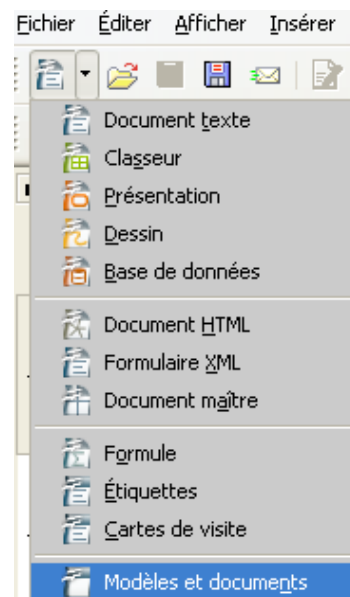 Fichier Éditer Afficher Insérer
Document texte
Classeur
Présentation
Dessin
Base de données
Document HTML
Formulaire XML
Document maître
Formule
Étiquettes
Cartes de visite
Modèles et documents